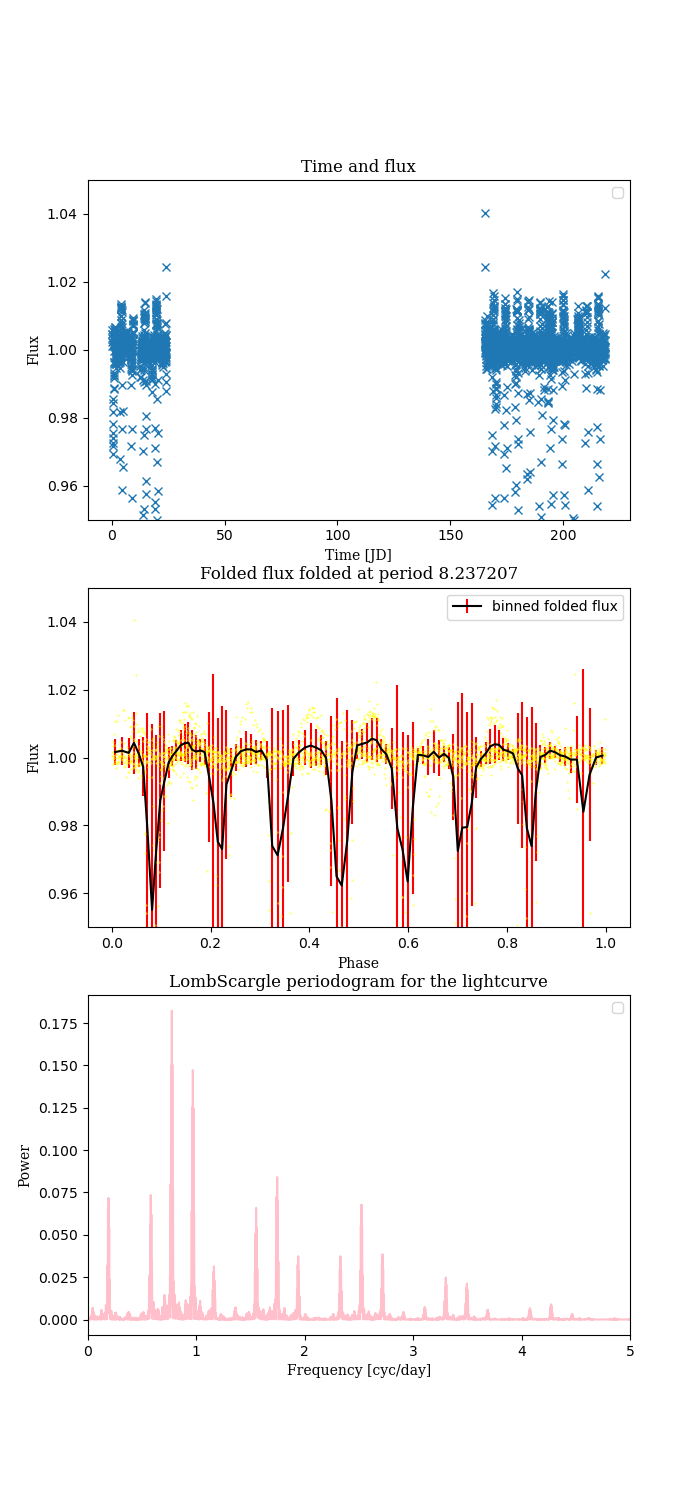 Time and flux
1.04
1.02
1.00
0.98
0.96
Flux
0 50 100 150 200
Time [JD]
Folded flux folded at period 8.237207
binned folded flux
1.04
1.02
1.00
0.98
0.96
Flux
0.0 0.2 0.4 0.6 0.8 1.0
Phase
LombScargle periodogram for the lightcurve
0.175
0.150
0.125
0.100
0.075
0.050
0.025
0.000
Power
0 1 2 3 4 5
Frequency [cyc/day]